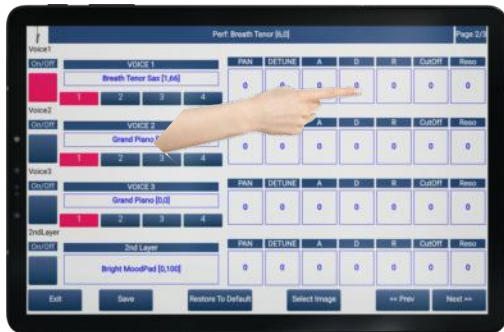 Perf: Breath Tenor [6,0] Page 2/3
Voice1
On/Off VOICE 1 PAN DETUNE A D R CutOff Reso
Breath Tenor Sax [1,66] 0 0 0 0 0 0 0
1 2 3 4
Voice2
On/Off VOICE 2 PAN DETUNE D R CutOff Reso
Grand Piano 0 0 0 0 0 0 0
1 2 3 4
Voice3
On/Off VOICE 3 PAN DETUNE A D R CutOff Reso
Grand Piano [0,0] 0 0 0 0 0 0 0
1 2 3 4
2ndLayer
On/Off 2nd Layer PAN DETUNE A D R CutOff Reso
Bright MoodPad [0,100] 0 0 0 0 0 0 0
Exit Save Restore To Default Select Image << Prev Next >>